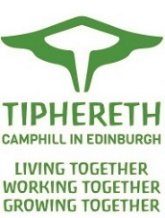 TIPHERETH
CAMPHILL IN EDINBURGH
LIVING TOGETHER
WORKING TOGETHER
GROWING TOGETHER